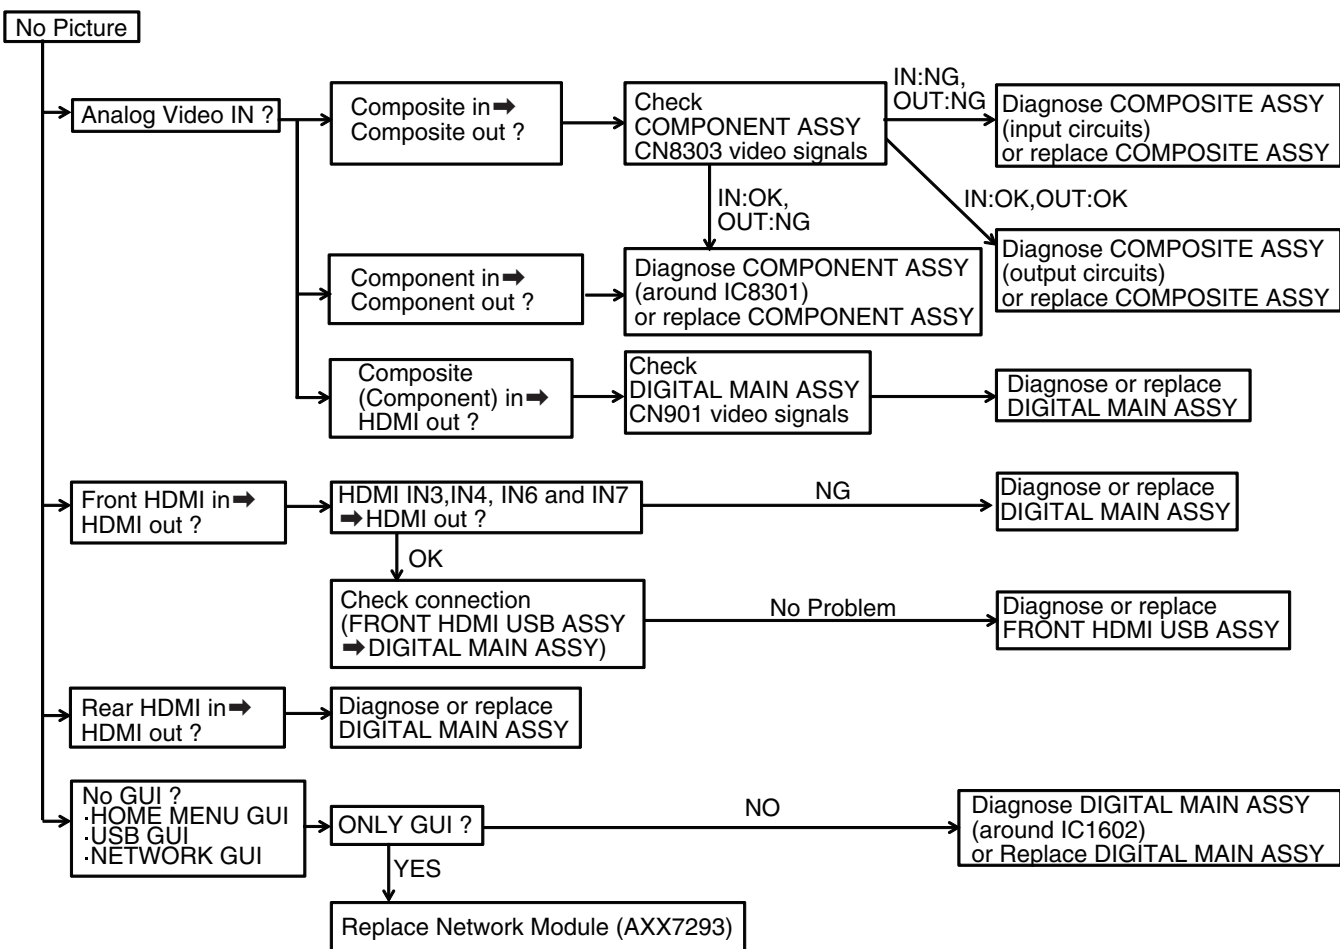 No Picture
Analog Video IN ?
Composite in➡
Composite out ?
Check
COMPONENT ASSY
CN8303 video signals
IN:NG,
OUT:NG
Diagnose COMPOSITE ASSY
(input circuits)
or replace COMPOSITE ASSY
IN:OK,
OUT:NG
IN:OK,OUT:OK
Diagnose COMPOSITE ASSY
(output circuits)
or replace COMPOSITE ASSY
Component in➡
Component out ?
Diagnose COMPONENT ASSY
(around IC8301)
or replace COMPONENT ASSY
Composite
(Component) in➡
HDMI out ?
Check
DIGITAL MAIN ASSY
CN901 video signals
Diagnose or replace
DIGITAL MAIN ASSY
Front HDMI in➡
HDMI out ?
HDMI IN3,IN4, IN6 and IN7
➡HDMI out ?
NG
Diagnose or replace
DIGITAL MAIN ASSY
OK
Check connection
(FRONT HDMI USB ASSY
➡DIGITAL MAIN ASSY)
No Problem
Diagnose or replace
FRONT HDMI USB ASSY
Rear HDMI in➡
HDMI out ?
Diagnose or replace
DIGITAL MAIN ASSY
No GUI ?
·HOME MENU GUI
·USB GUI
·NETWORK GUI
ONLY GUI ?
NO
Diagnose DIGITAL MAIN ASSY
(around IC1602)
or Replace DIGITAL MAIN ASSY
YES
Replace Network Module (AXX7293)